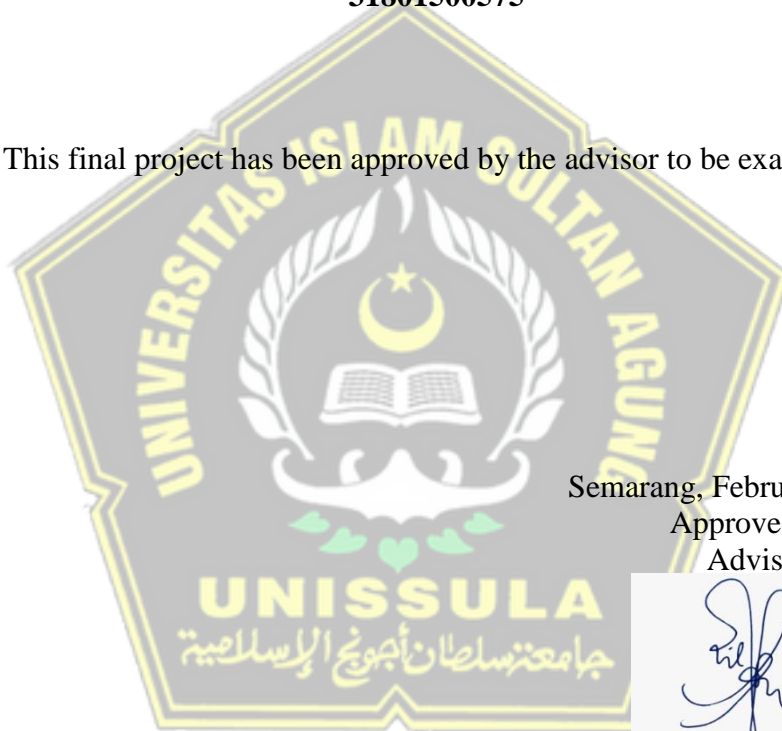 This final project has been approved by the advisor to be exa
UNIVERSITAS ISLAM SULTAN AGUNG
Semarang, Febru
Approve
Advis
UNISSULA
جامعة سلطان أجونج الإسلامية